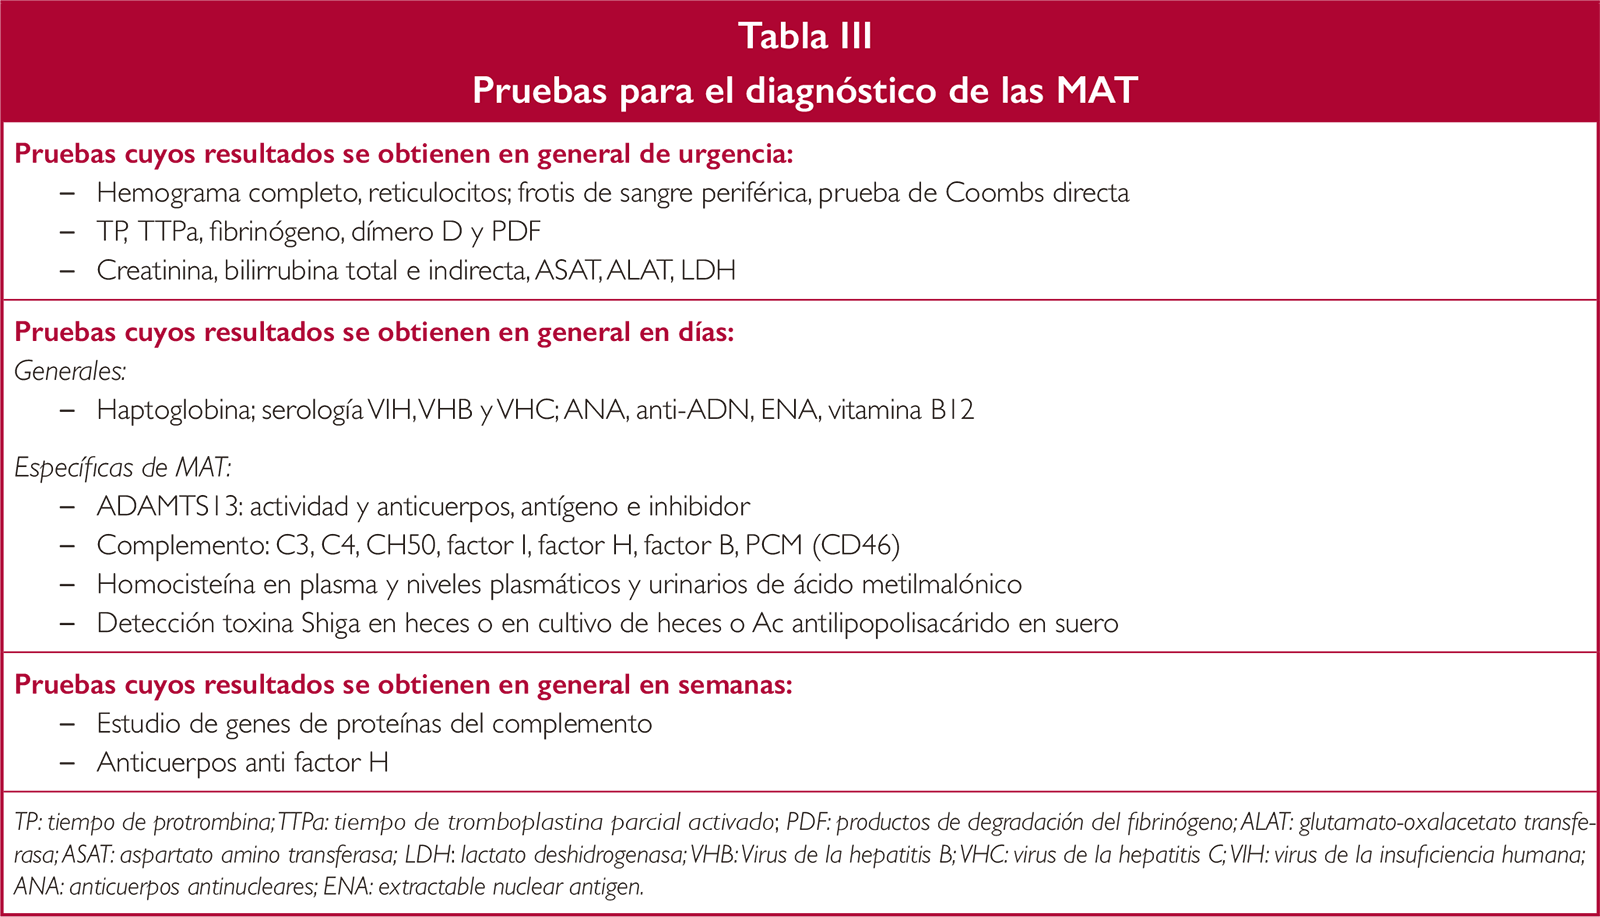 Tabla III
Pruebas para el diagnóstico de las MAT
Pruebas cuyos resultados se obtienen en general de urgencia:
– Hemograma completo, reticulocitos; frotis de sangre periférica, prueba de Coombs directa
– TP, TTPa, fibrinógeno, dímero D y PDF
– Creatinina, bilirrubina total e indirecta, ASAT, ALAT, LDH
Pruebas cuyos resultados se obtienen en general en días:
Generales:
– Haptoglobina; serología VIH, VHB y VHC; ANA, anti-ADN, ENA, vitamina B12
Específicas de MAT:
– ADAMTS13: actividad y anticuerpos, antígeno e inhibidor
– Complemento: C3, C4, CH50, factor I, factor H, factor B, PCM (CD46)
– Homocisteína en plasma y niveles plasmáticos y urinarios de ácido metilmalónico
– Detección toxina Shiga en heces o en cultivo de heces o Ac antilipopolisacárido en suero
Pruebas cuyos resultados se obtienen en general en semanas:
– Estudio de genes de proteínas del complemento
– Anticuerpos anti factor H
TP: tiempo de protrombina; TTPa: tiempo de tromboplastina parcial activado; PDF: productos de degradación del fibrinógeno; ALAT: glutamato-oxalacetato transfe-
rasa; ASAT: aspartato amino transferasa; LDH: lactato deshidrogenasa; VHB: Virus de la hepatitis B; VHC: virus de la hepatitis C; VIH: virus de la insuficiencia humana;
ANA: anticuerpos antinucleares; ENA: extractable nuclear antigen.